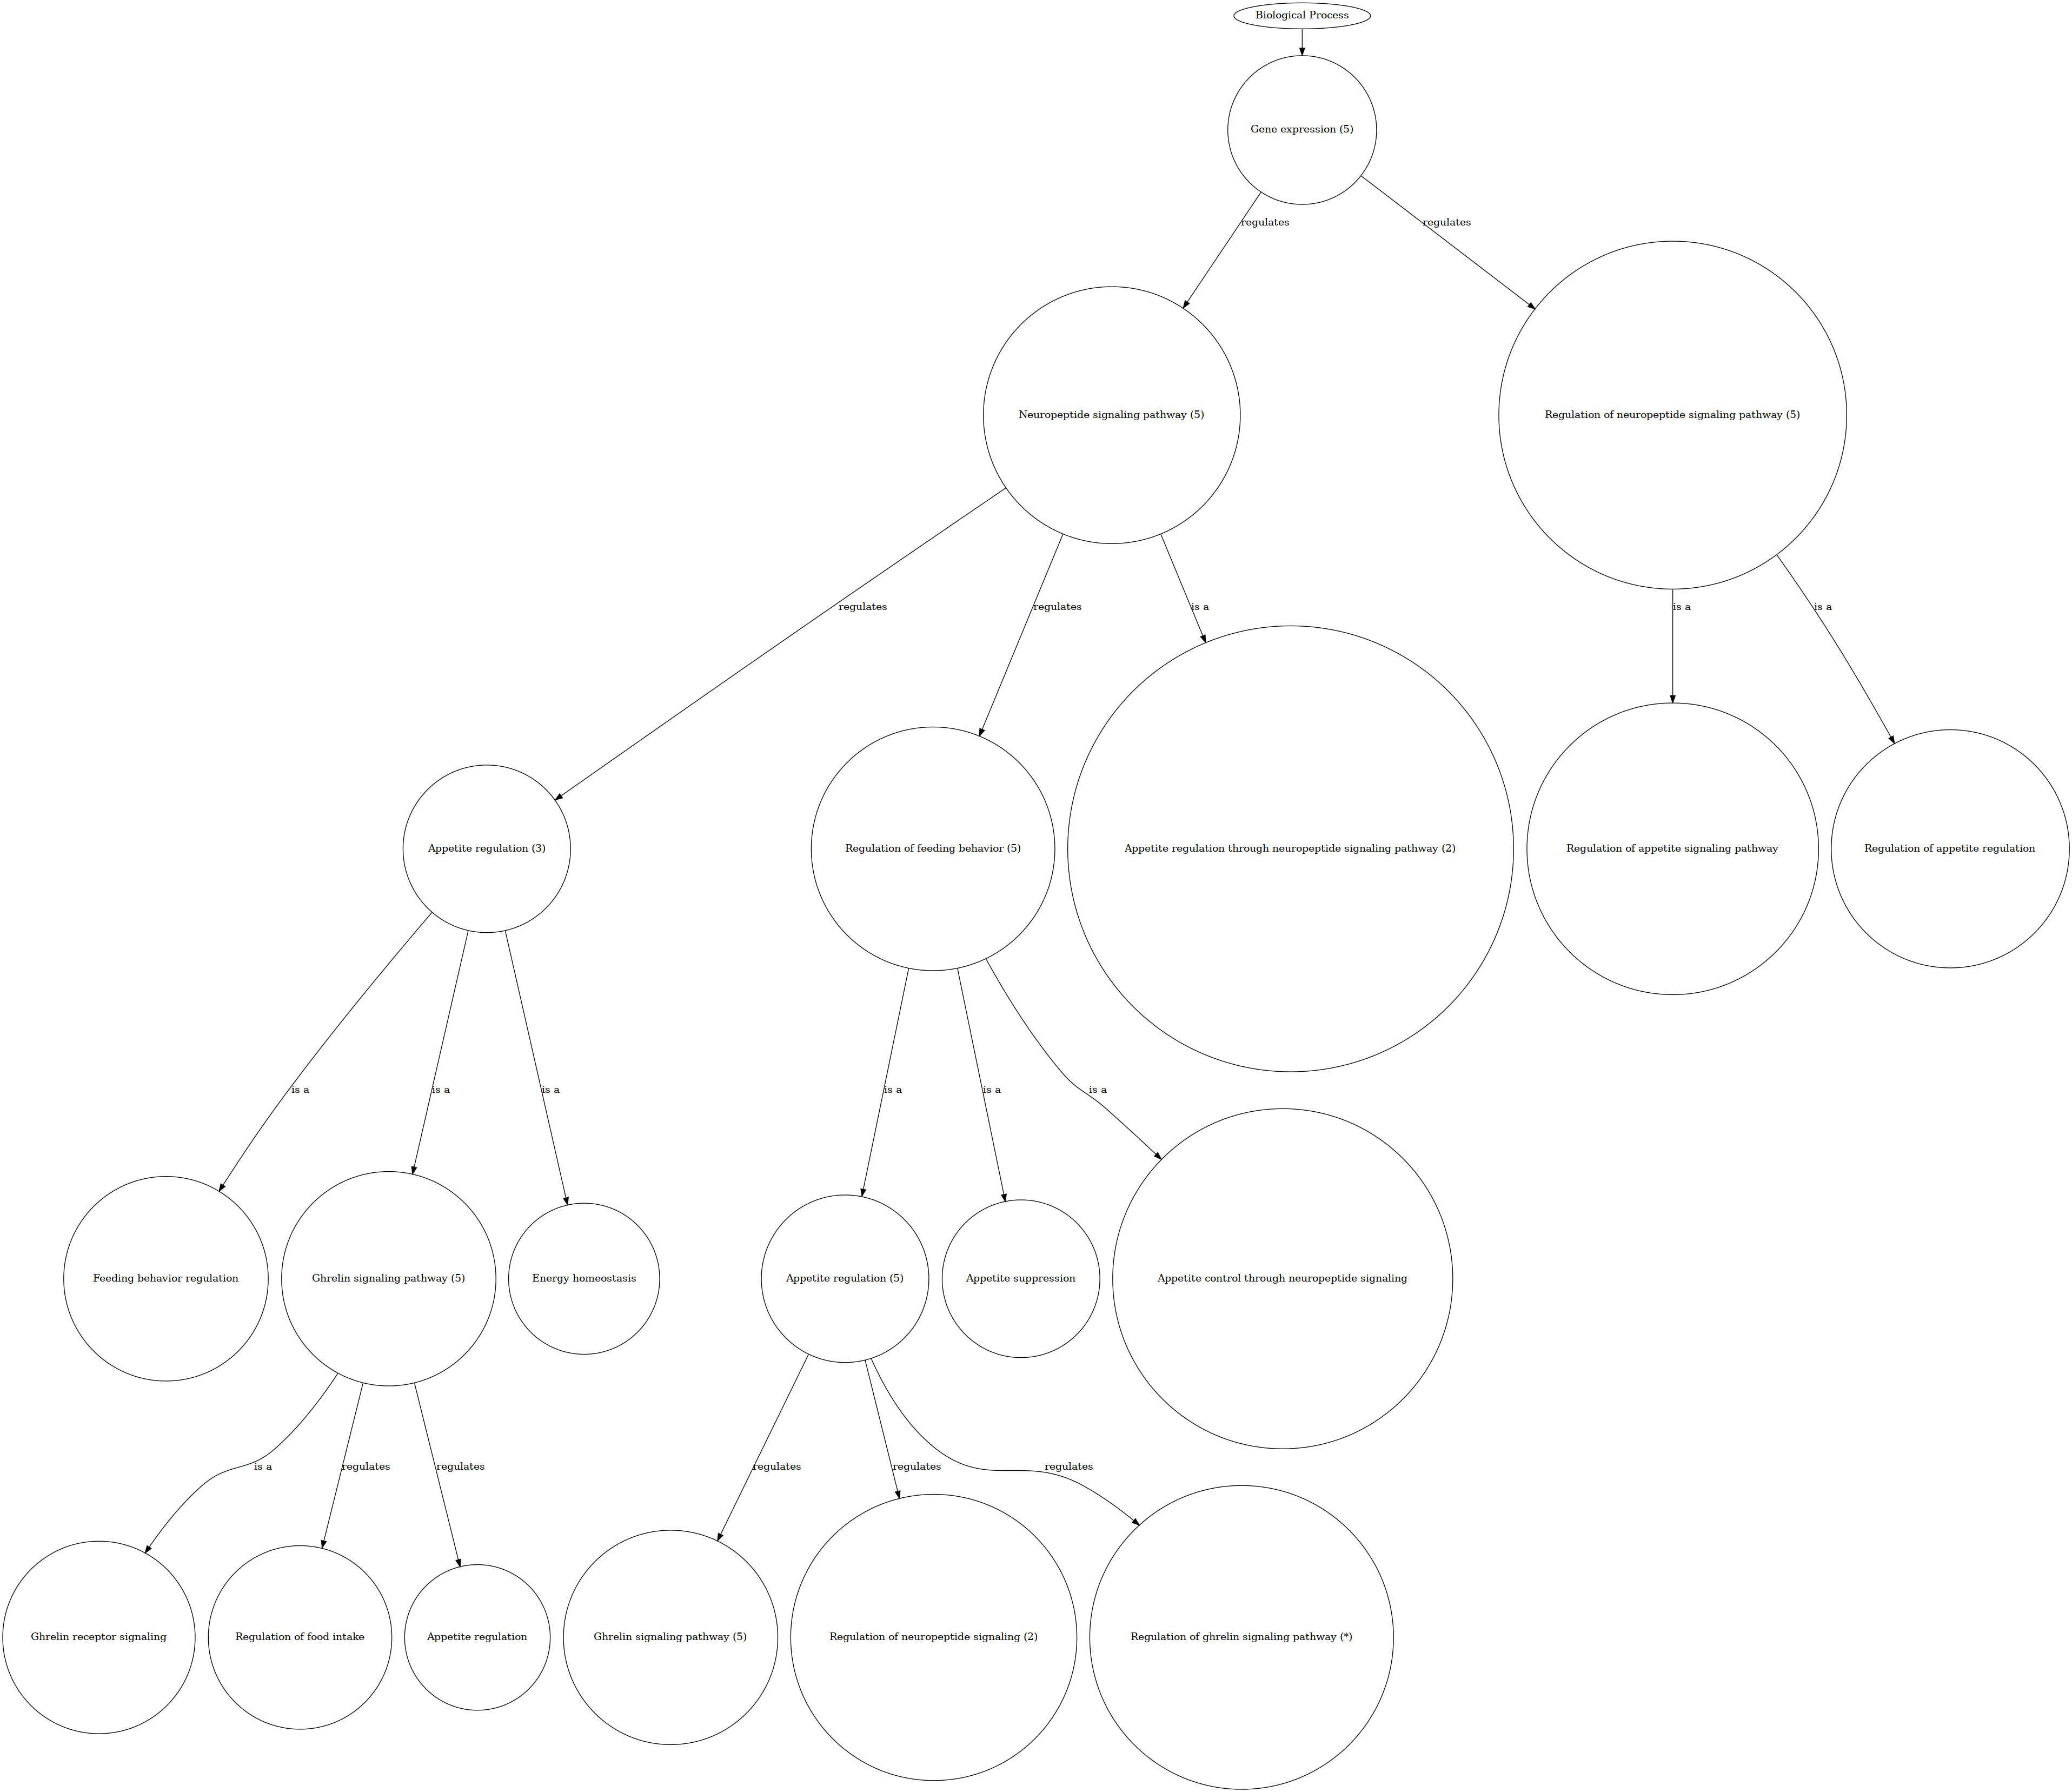 Biological Process
Gene expression (5)
regulates
regulates
Neuropeptide signaling pathway (5)
Regulation of neuropeptide signaling pathway (5)
regulates
regulates
is a
is a
is a
Appetite regulation (3)
Regulation of feeding behavior (5)
Appetite regulation through neuropeptide signaling pathway (2)
Regulation of appetite signaling pathway
Regulation of appetite regulation
is a
is a
is a
is a
is a
is a
Feeding behavior regulation
Ghrelin signaling pathway (5)
Energy homeostasis
Appetite regulation (5)
Appetite suppression
Appetite control through neuropeptide signaling
is a
regulates
regulates
regulates
regulates
regulates
Ghrelin receptor signaling
Regulation of food intake
Appetite regulation
Ghrelin signaling pathway (5)
Regulation of neuropeptide signaling (2)
Regulation of ghrelin signaling pathway (*)